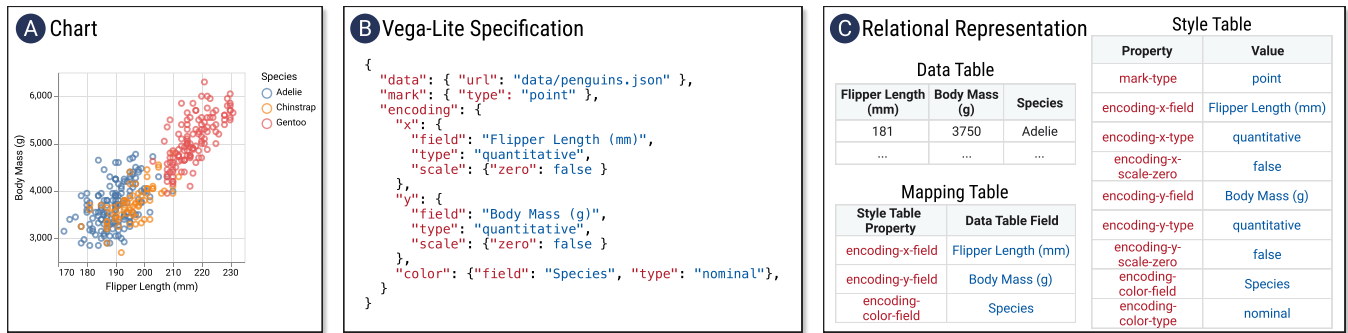 A Chart
Species
Adelie
Chinstrap
Gentoo
6,000
5,000
4,000
3,000
Body Mass (g)
170 180 190 200 210 220 230
Flipper Length (mm)
B Vega-Lite Specification
{
"data": { "url": "data/penguins.json" },
"mark": { "type": "point" },
"encoding": {
"x": {
"field": "Flipper Length (mm)",
"type": "quantitative",
"scale": {"zero": false }
},
"y": {
"field": "Body Mass (g)",
"type": "quantitative",
"scale": {"zero": false }
},
"color": {"field": "Species", "type": "nominal"},
}
}
C Relational Representation
Data Table
Flipper Length (mm) Body Mass (g) Species
181 3750 Adelie
... ... ...
Mapping Table
Style Table Property Data Table Field
encoding-x-field Flipper Length (mm)
encoding-y-field Body Mass (g)
encoding-color-field Species
Style Table
Property Value
mark-type point
encoding-x-field Flipper Length (mm)
encoding-x-type quantitative
encoding-x-scale-zero false
encoding-y-field Body Mass (g)
encoding-y-type quantitative
encoding-y-scale-zero false
encoding-color-field Species
encoding-color-type nominal